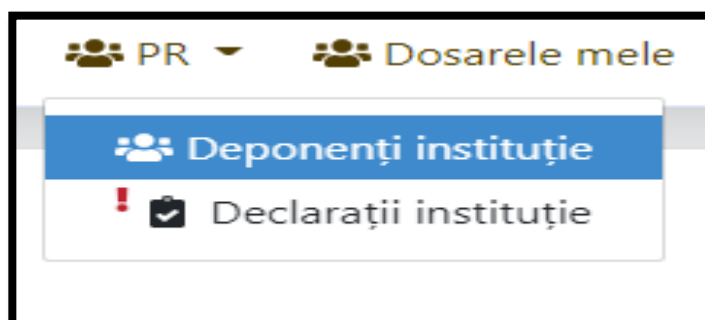 PR Dosarele mele
Deponenți instituție
! Declarații instituție